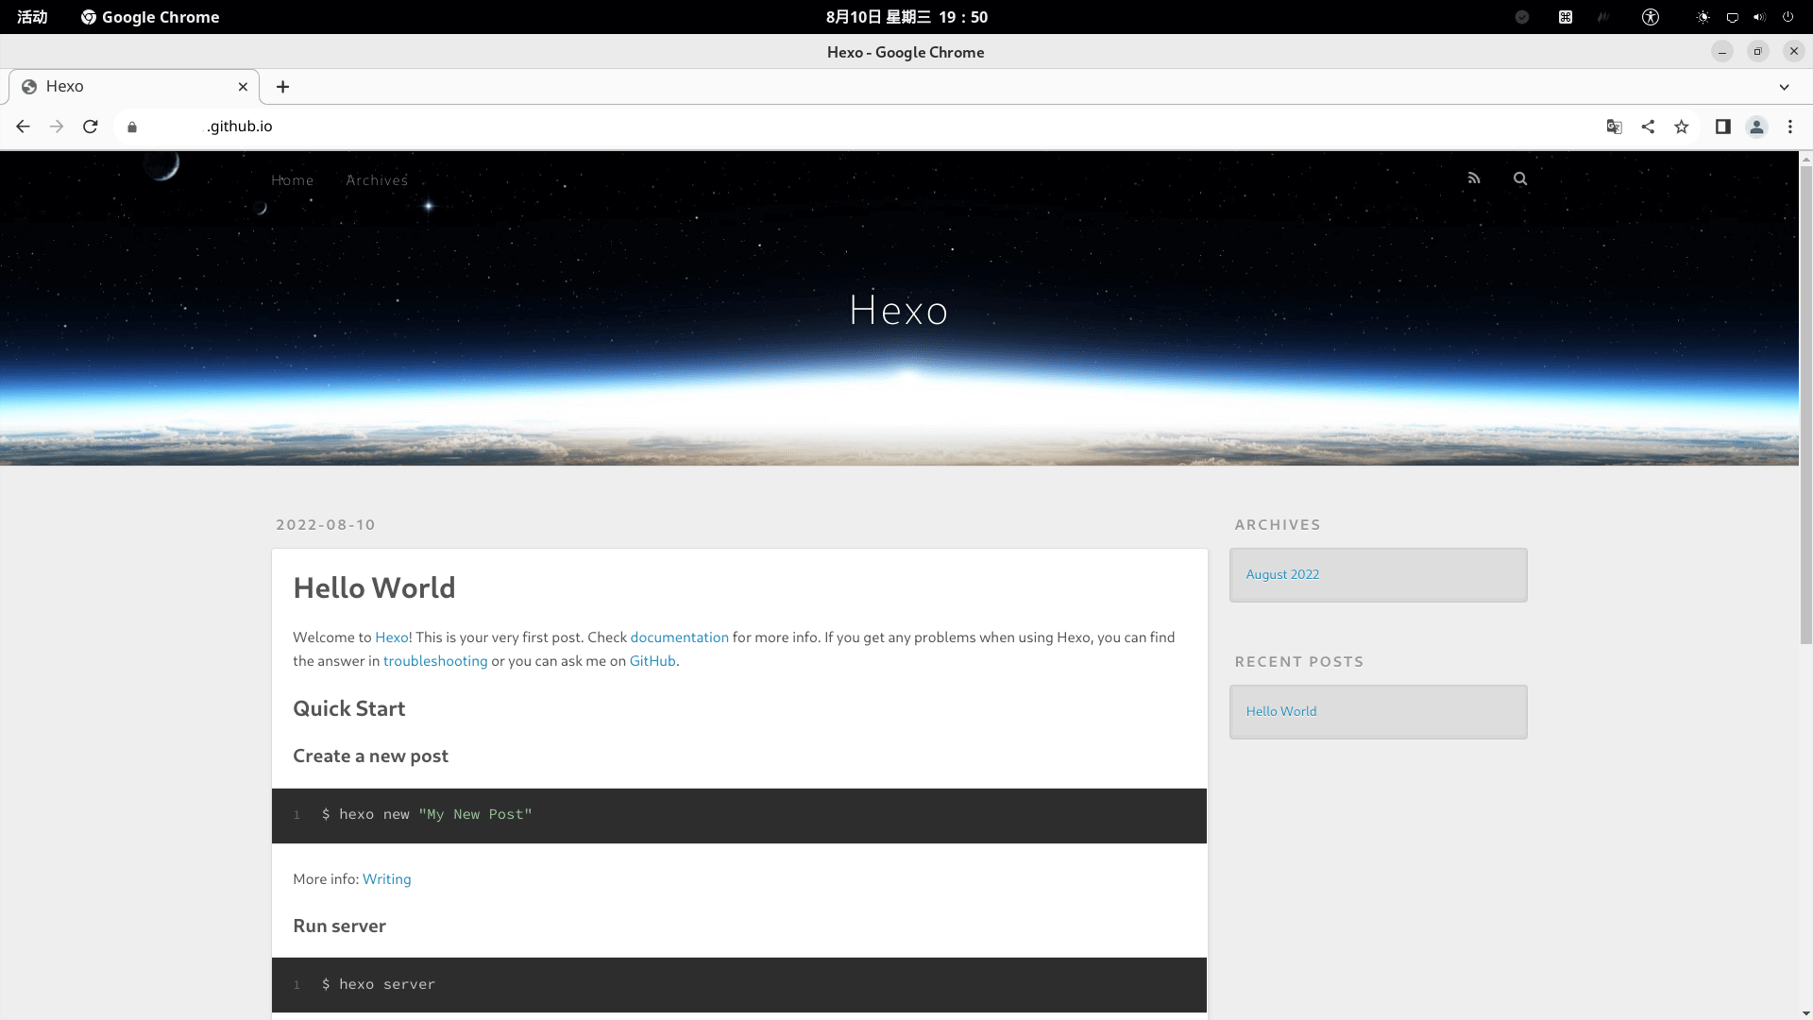 活动
Google Chrome
8月10日 星期三 19：50
Hexo - Google Chrome
Hexo
.github.io
Home
Archives
Hexo
2022-08-10
Hello World
Welcome to Hexo! This is your very first post. Check documentation for more info. If you get any problems when using Hexo, you can find
the answer in troubleshooting or you can ask me on GitHub.
Quick Start
Create a new post
1 $ hexo new "My New Post"
More info: Writing
Run server
1 $ hexo server
ARCHIVES
August 2022
RECENT POSTS
Hello World